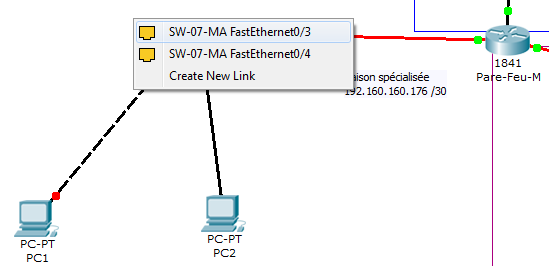 SW-07-MA FastEthernet0/3
SW-07-MA FastEthernet0/4
Create New Link
1841
Pare-Feu-M
aison spécialisée
192.160.160.176 /30
PC-PT
PC1
PC-PT
PC2